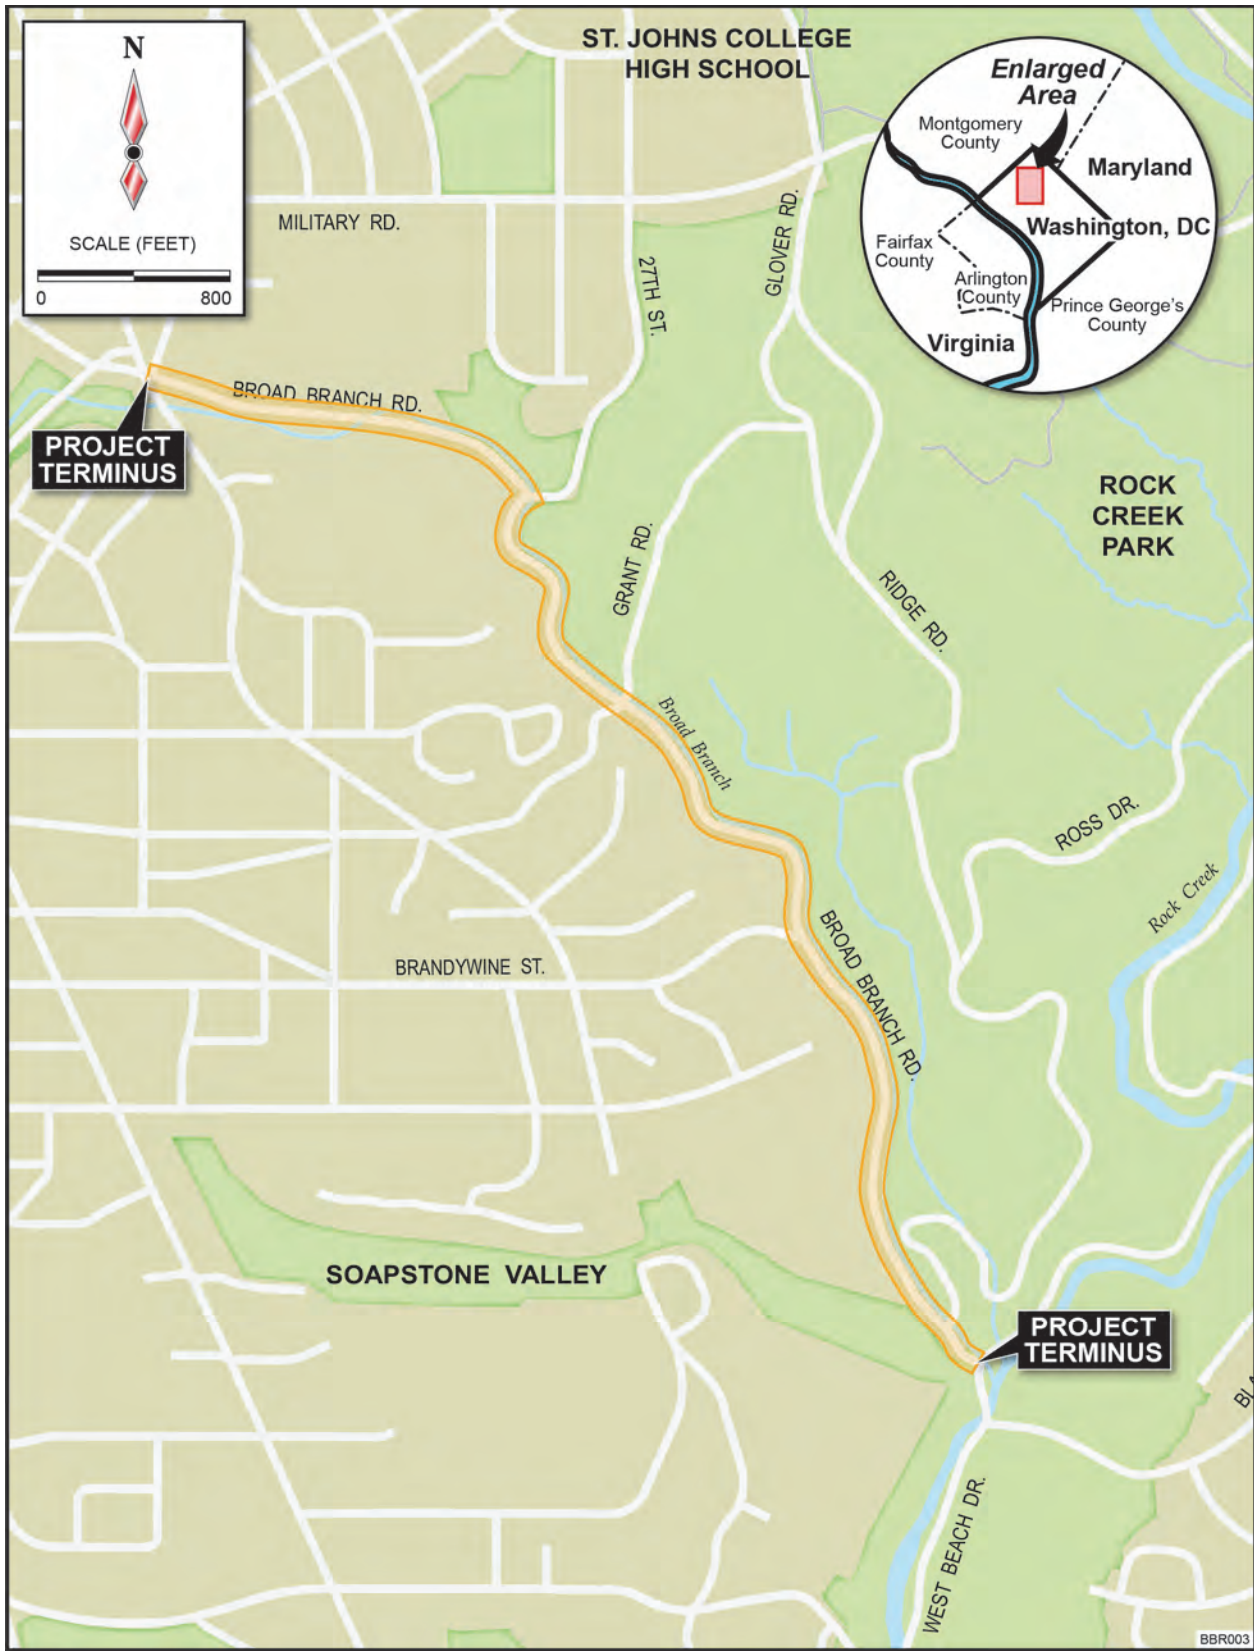 N
SCALE (FEET)
0 800
ST. JOHNS COLLEGE
HIGH SCHOOL
Enlarged
Area
Montgomery
County
Maryland
Washington, DC
Fairfax
County
Arlington
County
Prince George's
County
Virginia
MILITARY RD.
27TH ST.
GLOVER RD.
BROAD BRANCH RD.
PROJECT
TERMINUS
ROCK
CREEK
PARK
GRANT RD.
RIDGE RD.
Broad Branch
ROSS DR.
Rock Creek
BROAD BRANCH RD.
BRANDYWINE ST.
SOAPSTONE VALLEY
PROJECT
TERMINUS
WEST BEACH DR.
BBR003